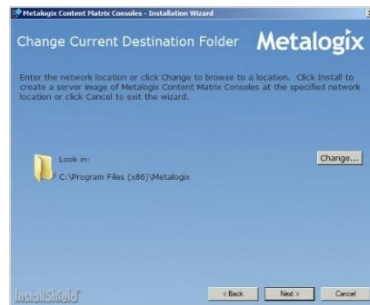 Metalogix Content Matrix Consoles - Installation Wizard
Change Current Destination Folder
Metalogix
Enter the network location or click Change to browse to a location. Click Install to
create a server image of Metalogix Content Matrix Consoles at the specified network
location or click Cancel to exit the wizard.
Look in:
Change...
C:\Program Files (x86)\Metalogix
InstallShield
< Back
Next >
Cancel